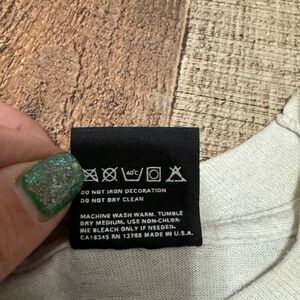 40°C
DO NOT IRON DECORATION
DO NOT DRY CLEAN
MACHINE WASH WARM. TUMBLE
DRY MEDIUM. USE NON-CHLOR-
INE BLEACH ONLY IF NEEDED.
CA18345 RN 13765 MADE IN U.S.A.